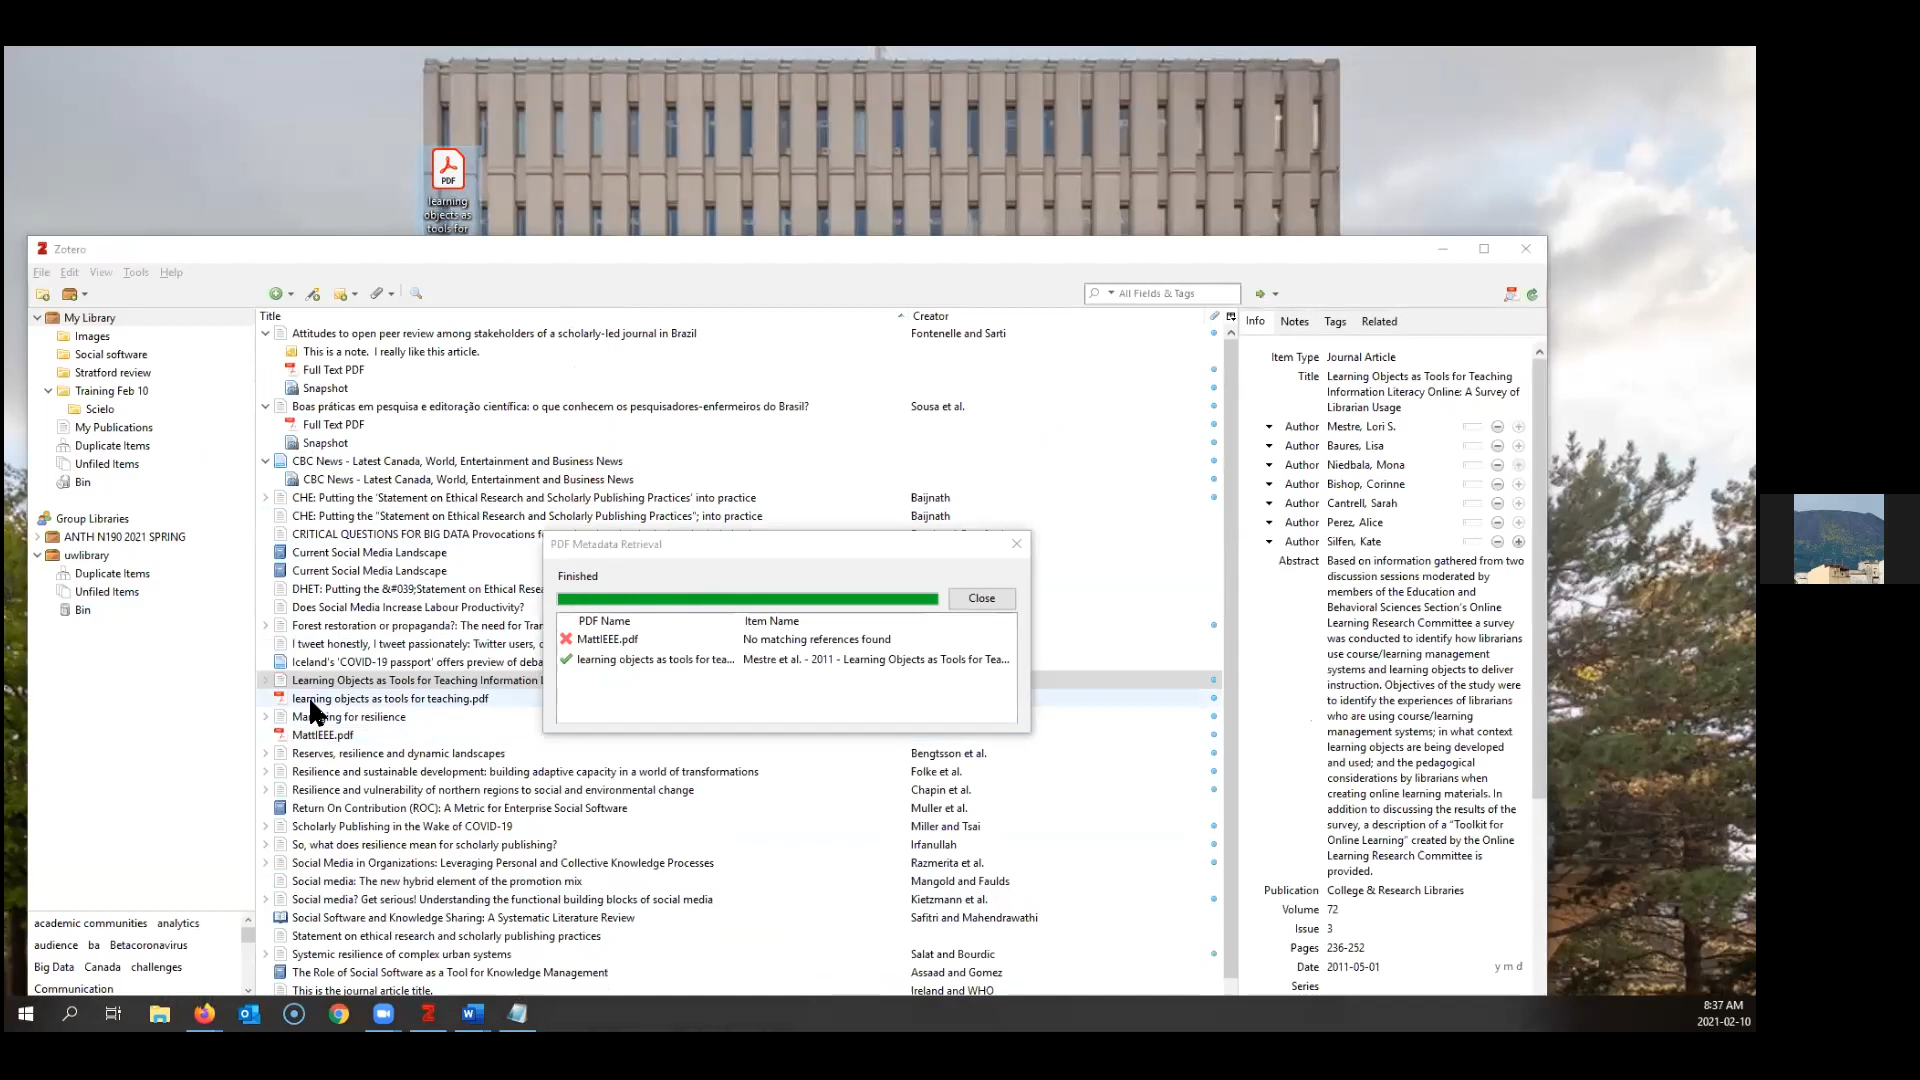 PDF
learning
objects as
tools for
Zotero
File Edit View Tools Help
All Fields & Tags
My Library
Images
Social software
Stratford review
Training Feb 10
Scielo
My Publications
Duplicate Items
Unfiled Items
Bin
Group Libraries
ANTH N190 2021 SPRING
uwlibrary
Duplicate Items
Unfiled Items
Bin
academic communities analytics
audience ba Betacoronavirus
Big Data Canada challenges
Communication
Title Creator
Attitudes to open peer review among stakeholders of a scholarly-led journal in Brazil Fontenelle and Sarti
This is a note. I really like this article.
Full Text PDF
Snapshot
Boas práticas em pesquisa e editoração científica: o que conhecem os pesquisadores-enfermeiros do Brasil? Sousa et al.
Full Text PDF
Snapshot
CBC News - Latest Canada, World, Entertainment and Business News
CBC News - Latest Canada, World, Entertainment and Business News
CHE: Putting the 'Statement on Ethical Research and Scholarly Publishing Practices' into practice Baijnath
CHE: Putting the "Statement on Ethical Research and Scholarly Publishing Practices"; into practice Baijnath
CRITICAL QUESTIONS FOR BIG DATA Provocations f
Current Social Media Landscape
Current Social Media Landscape
DHET: Putting the &#039;Statement on Ethical Resea
Does Social Media Increase Labour Productivity?
Forest restoration or propaganda?: The need for Tran
I tweet honestly, I tweet passionately: Twitter users, c
Iceland's 'COVID-19 passport' offers preview of deba
Learning Objects as Tools for Teaching Information L
learning objects as tools for teaching.pdf
for resilience
MattIEEE.pdf
Reserves, resilience and dynamic landscapes Bengtsson et al.
Resilience and sustainable development: building adaptive capacity in a world of transformations Folke et al.
Resilience and vulnerability of northern regions to social and environmental change Chapin et al.
Return On Contribution (ROC): A Metric for Enterprise Social Software Muller et al.
Scholarly Publishing in the Wake of COVID-19 Miller and Tsai
So, what does resilience mean for scholarly publishing? Irfanullah
Social Media in Organizations: Leveraging Personal and Collective Knowledge Processes Razmerita et al.
Social media: The new hybrid element of the promotion mix Mangold and Faulds
Social media? Get serious! Understanding the functional building blocks of social media Kietzmann et al.
Social Software and Knowledge Sharing: A Systematic Literature Review Safitri and Mahendrawathi
Statement on ethical research and scholarly publishing practices
Systemic resilience of complex urban systems Salat and Bourdic
The Role of Social Software as a Tool for Knowledge Management Assaad and Gomez
This is the journal article title. Ireland and WHO
PDF Metadata Retrieval
Finished
Close
PDF Name Item Name
MattIEEE.pdf No matching references found
learning objects as tools for tea... Mestre et al. - 2011 - Learning Objects as Tools for Tea...
Info Notes Tags Related
Item Type Journal Article
Title Learning Objects as Tools for Teaching
Information Literacy Online: A Survey of
Librarian Usage
Author Mestre, Lori S.
Author Baures, Lisa
Author Niedbala, Mona
Author Bishop, Corinne
Author Cantrell, Sarah
Author Perez, Alice
Author Silfen, Kate
Abstract Based on information gathered from two
discussion sessions moderated by
members of the Education and
Behavioral Sciences Section's Online
Learning Research Committee a survey
was conducted to identify how librarians
use course/learning management
systems and learning objects to deliver
instruction. Objectives of the study were
to identify the experiences of librarians
who are using course/learning
management systems; in what context
learning objects are being developed
and used; and the pedagogical
considerations by librarians when
creating online learning materials. In
addition to discussing the results of the
survey, a description of a "Toolkit for
Online Learning" created by the Online
Learning Research Committee is
provided.
Publication College & Research Libraries
Volume 72
Issue 3
Pages 236-252
Date 2011-05-01 y m d
Series
8:37 AM
2021-02-10